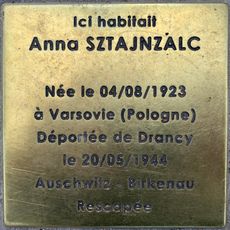 Ici habitait
Anna SZTAJNZALC
Née le 04/08/1923
à Varsovie (Pologne)
Déportée de Drancy
le 20/05/1944
Auschwitz - Birkenau
Rescapée